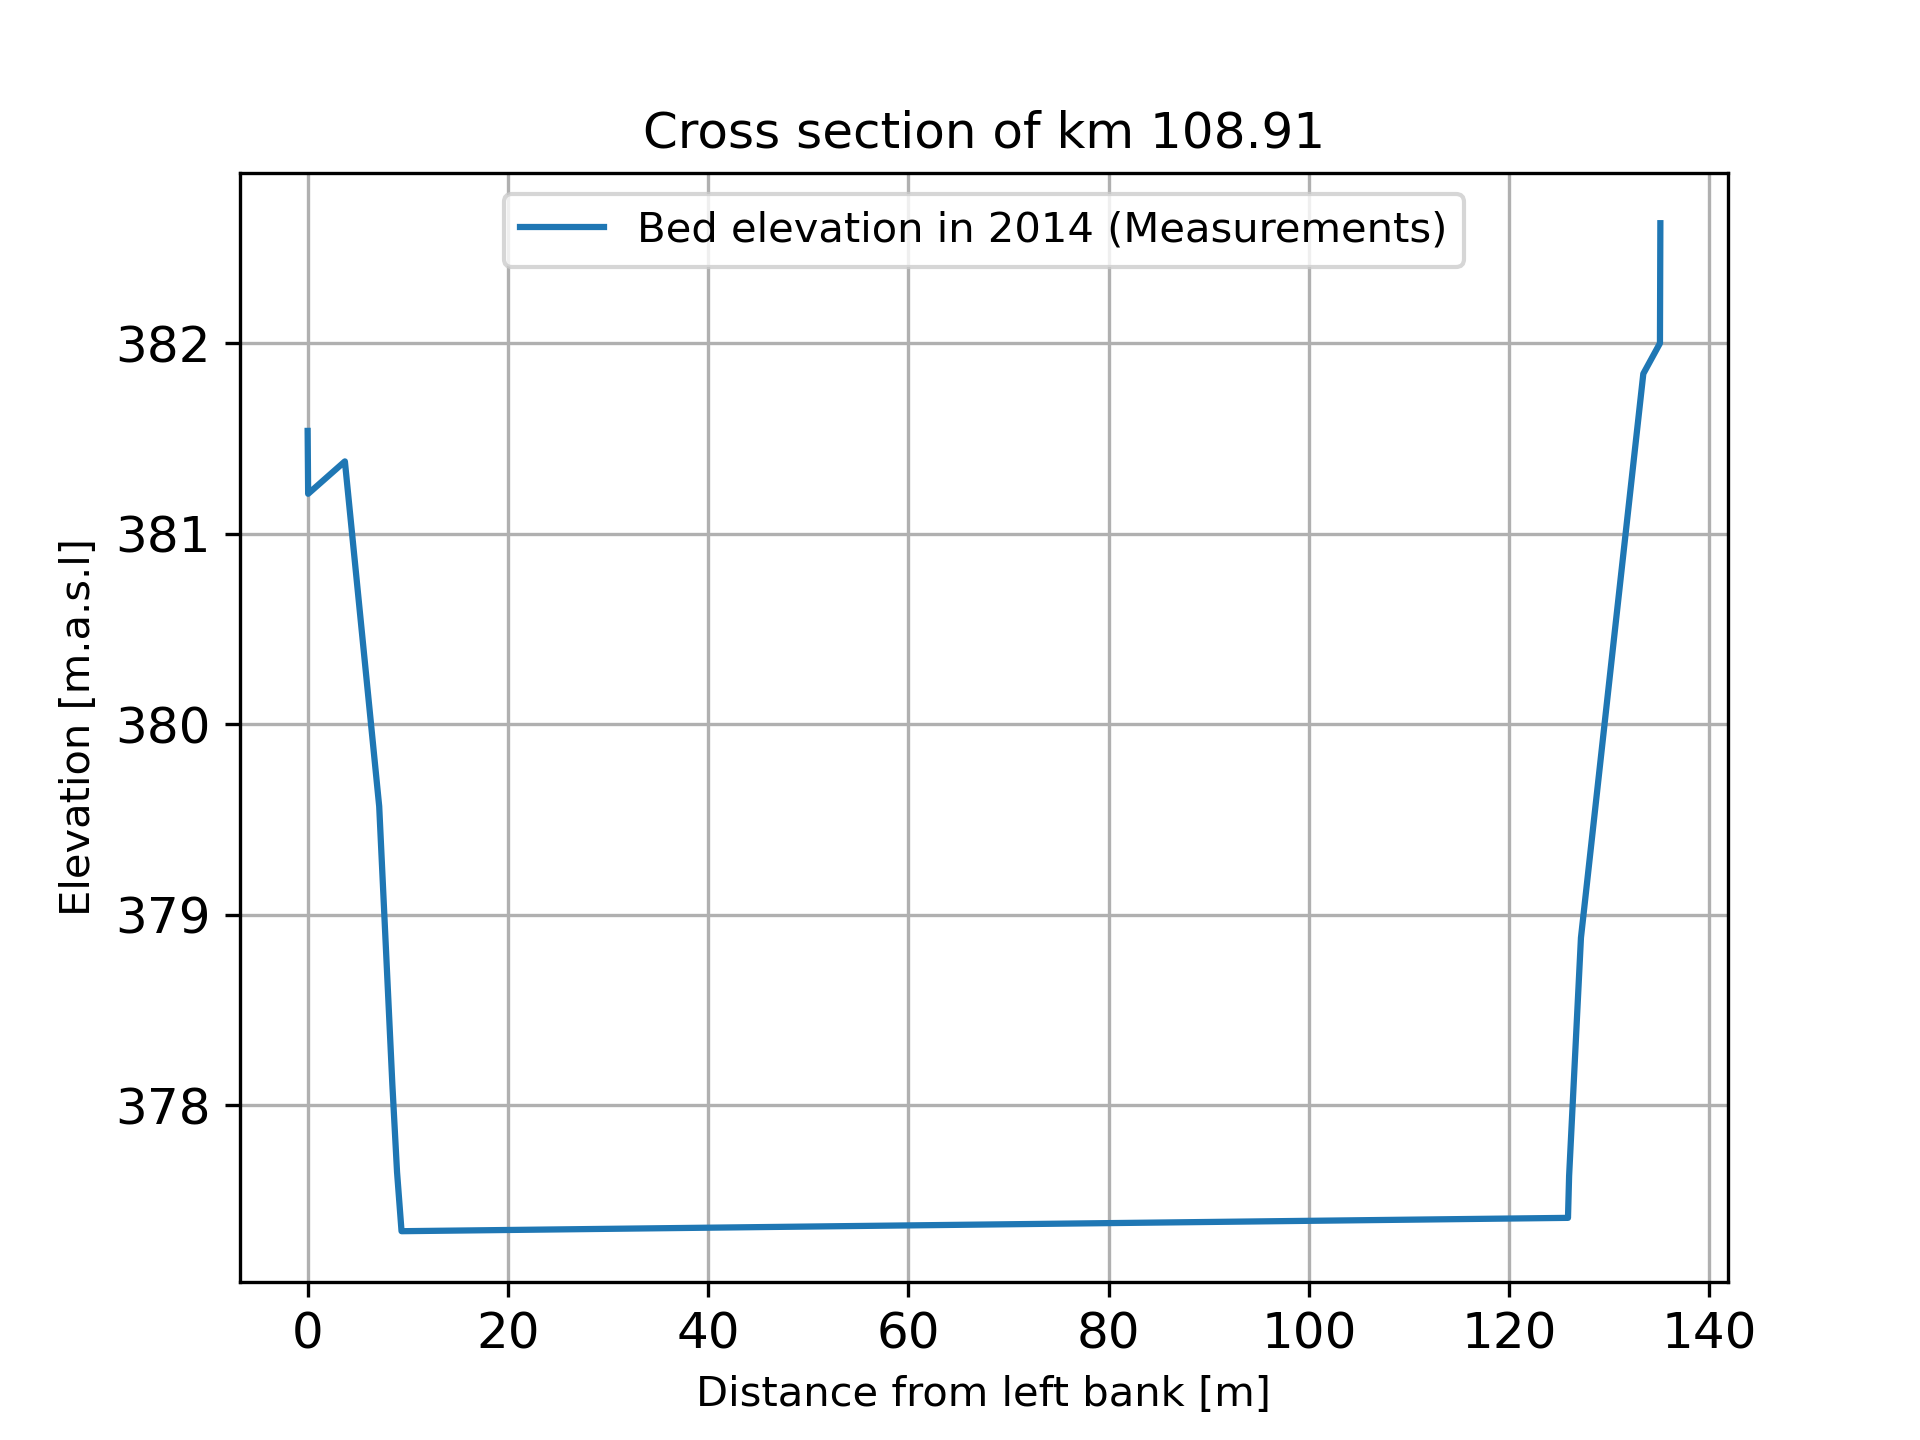 Cross section of km 108.91
Bed elevation in 2014 (Measurements)
382
381
380
379
378
Elevation [m.a.s.l]
0 20 40 60 80 100 120 140
Distance from left bank [m]